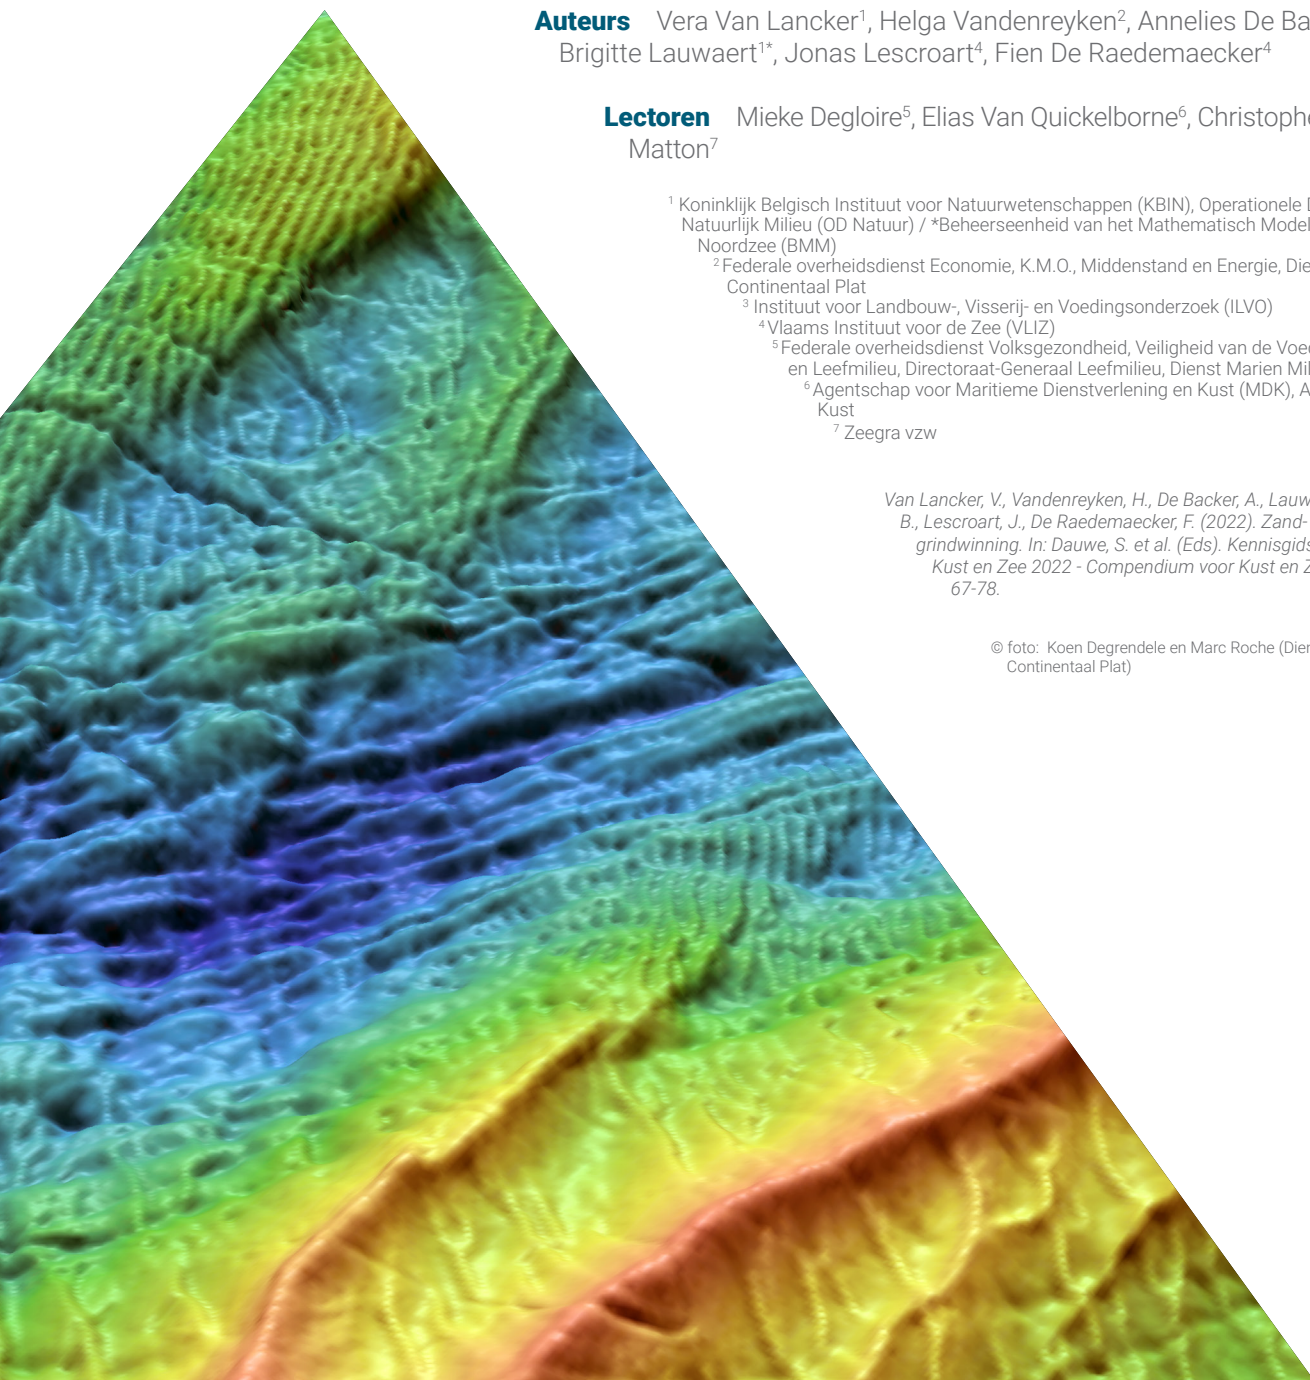 Auteurs Vera Van Lancker1, Helga Vandenreyken2, Annelies De Ba
Brigitte Lauwaert1*, Jonas Lescroart4, Fien De Raedemaecker4
Lectoren Mieke Degloire5, Elias Van Quickelborne6, Christophe
Matton7
1 Koninklijk Belgisch Instituut voor Natuurwetenschappen (KBIN), Operationele
Natuurlijk Milieu (OD Natuur) / *Beheerseenheid van het Mathematisch Model
Noordzee (BMM)
2 Federale overheidsdienst Economie, K.M.O., Middenstand en Energie, Die
Continentaal Plat
3 Instituut voor Landbouw-, Visserij- en Voedingsonderzoek (ILVO)
4 Vlaams Instituut voor de Zee (VLIZ)
5 Federale overheidsdienst Volksgezondheid, Veiligheid van de Voe
en Leefmilieu, Directoraat-Generaal Leefmilieu, Dienst Marien Mil
6 Agentschap voor Maritieme Dienstverlening en Kust (MDK), A
Kust
7 Zeegra vzw
Van Lancker, V., Vandenreyken, H., De Backer, A., Lauw
B., Lescroart, J., De Raedemaecker, F. (2022). Zand-
grindwinning. In: Dauwe, S. et al. (Eds). Kennisgids
Kust en Zee 2022 - Compendium voor Kust en Z
67-78.
© foto: Koen Degrendele en Marc Roche (Dien
Continentaal Plat)